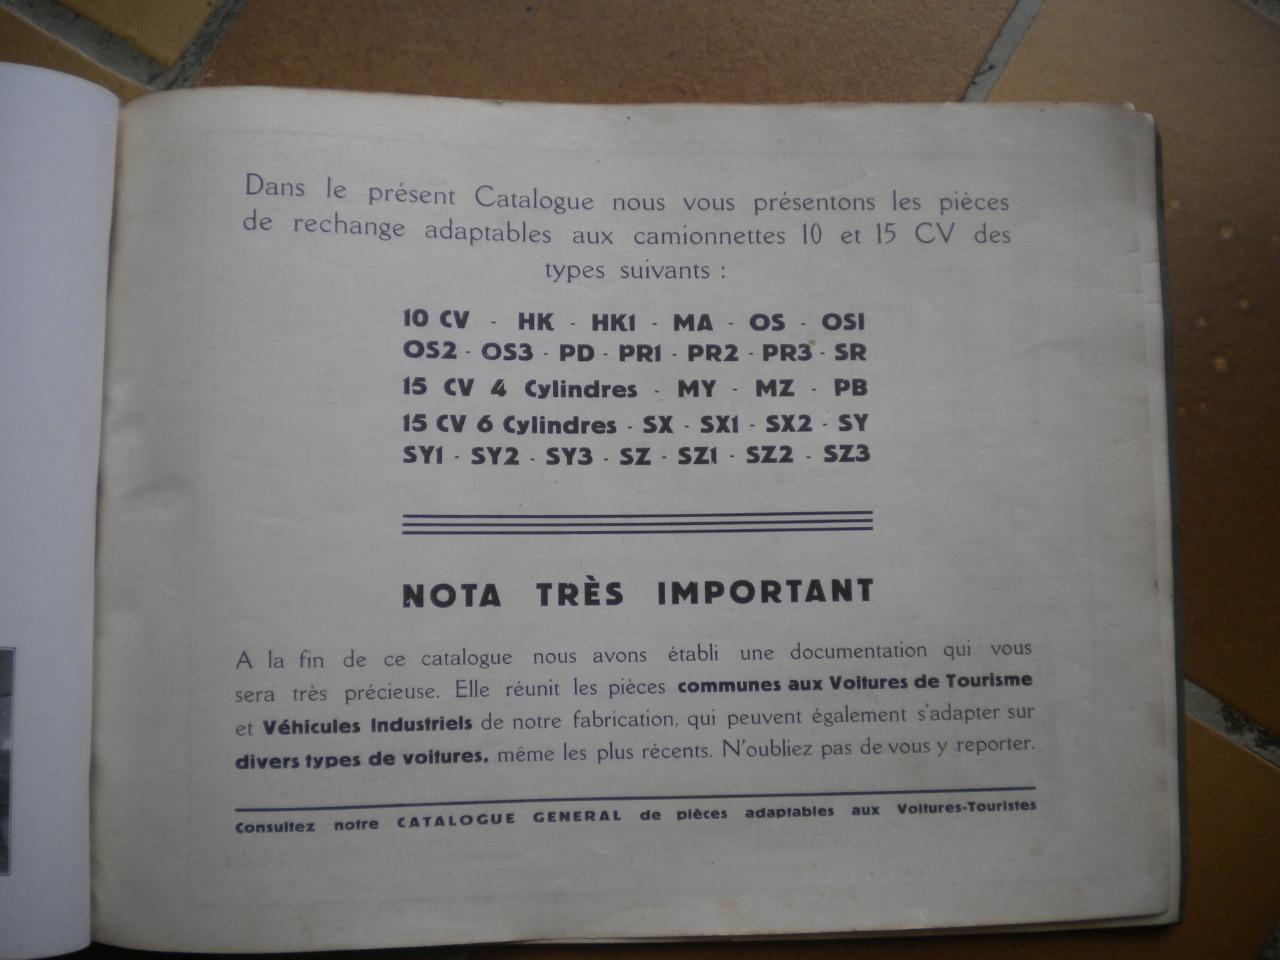 Dans le présent Catalogue nous vous présentons les pièces
de rechange adaptables aux camionnettes 10 et 15 CV des
types suivants :
10 CV - HK - HK1 - MA - OS - OS1
OS2 - OS3 - PD - PR1 - PR2 - PR3 - SR
15 CV 4 Cylindres - MY - MZ - PB
15 CV 6 Cylindres - SX - SX1 - SX2 - SY
SY1 - SY2 - SY3 - SZ - SZ1 - SZ2 - SZ3
NOTA TRÈS IMPORTANT
A la fin de ce catalogue nous avons établi une documentation qui vous
sera très précieuse. Elle réunit les pièces communes aux Voitures de Tourisme
et Véhicules Industriels de notre fabrication, qui peuvent également s'adapter sur
divers types de voitures, même les plus récents. N'oubliez pas de vous y reporter.
Consultez notre CATALOGUE GENERAL de pièces adaptables aux Voitures-Touristes